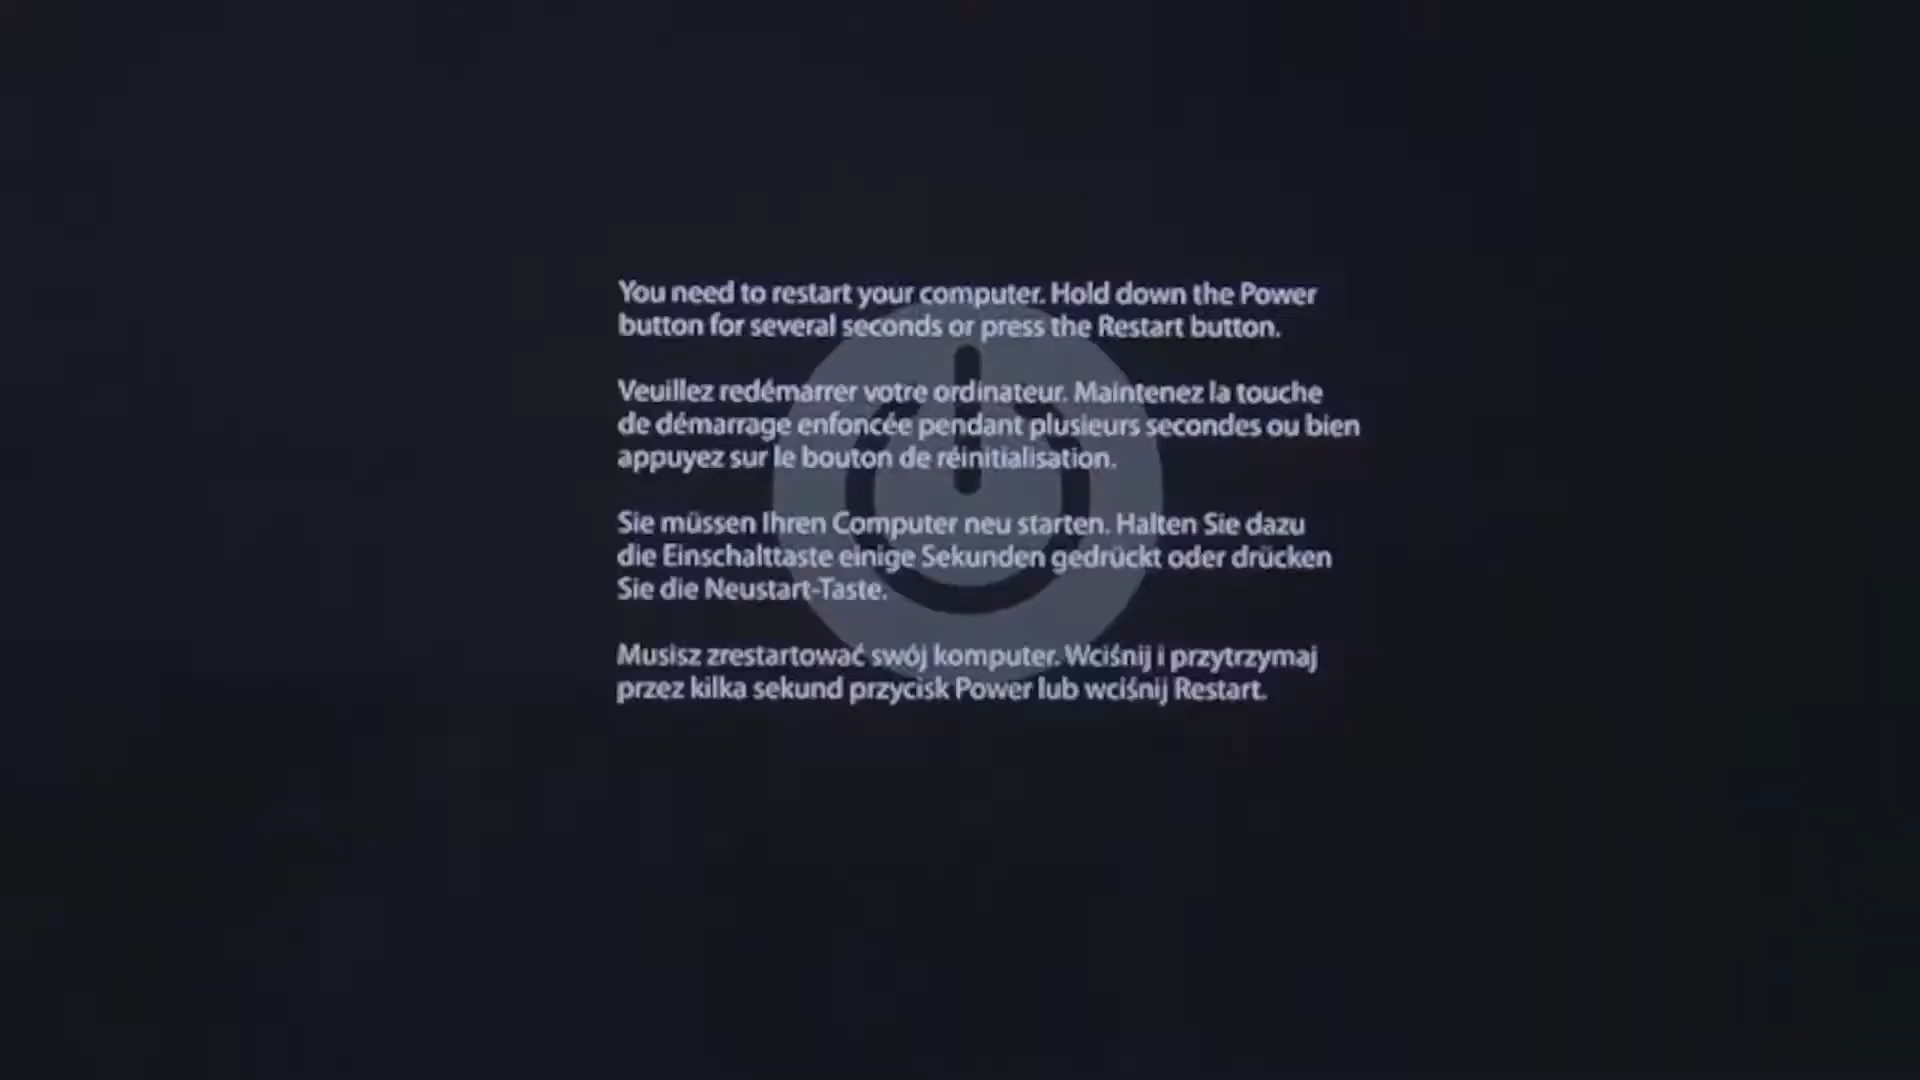 You need to restart your computer. Hold down the Power
button for several seconds or press the Restart button.
Veuillez redémarrer votre ordinateur. Maintenez la touche
de démarrage enfoncée pendant plusieurs secondes ou bien
appuyez sur le bouton de réinitialisation.
Sie müssen Ihren Computer neu starten. Halten Sie dazu
die Einschalttaste einige Sekunden gedrückt oder drücken
Sie die Neustart-Taste.
Musisz zrestartować swój komputer. Wciśnij i przytrzymaj
przez kilka sekund przycisk Power lub wciśnij Restart.